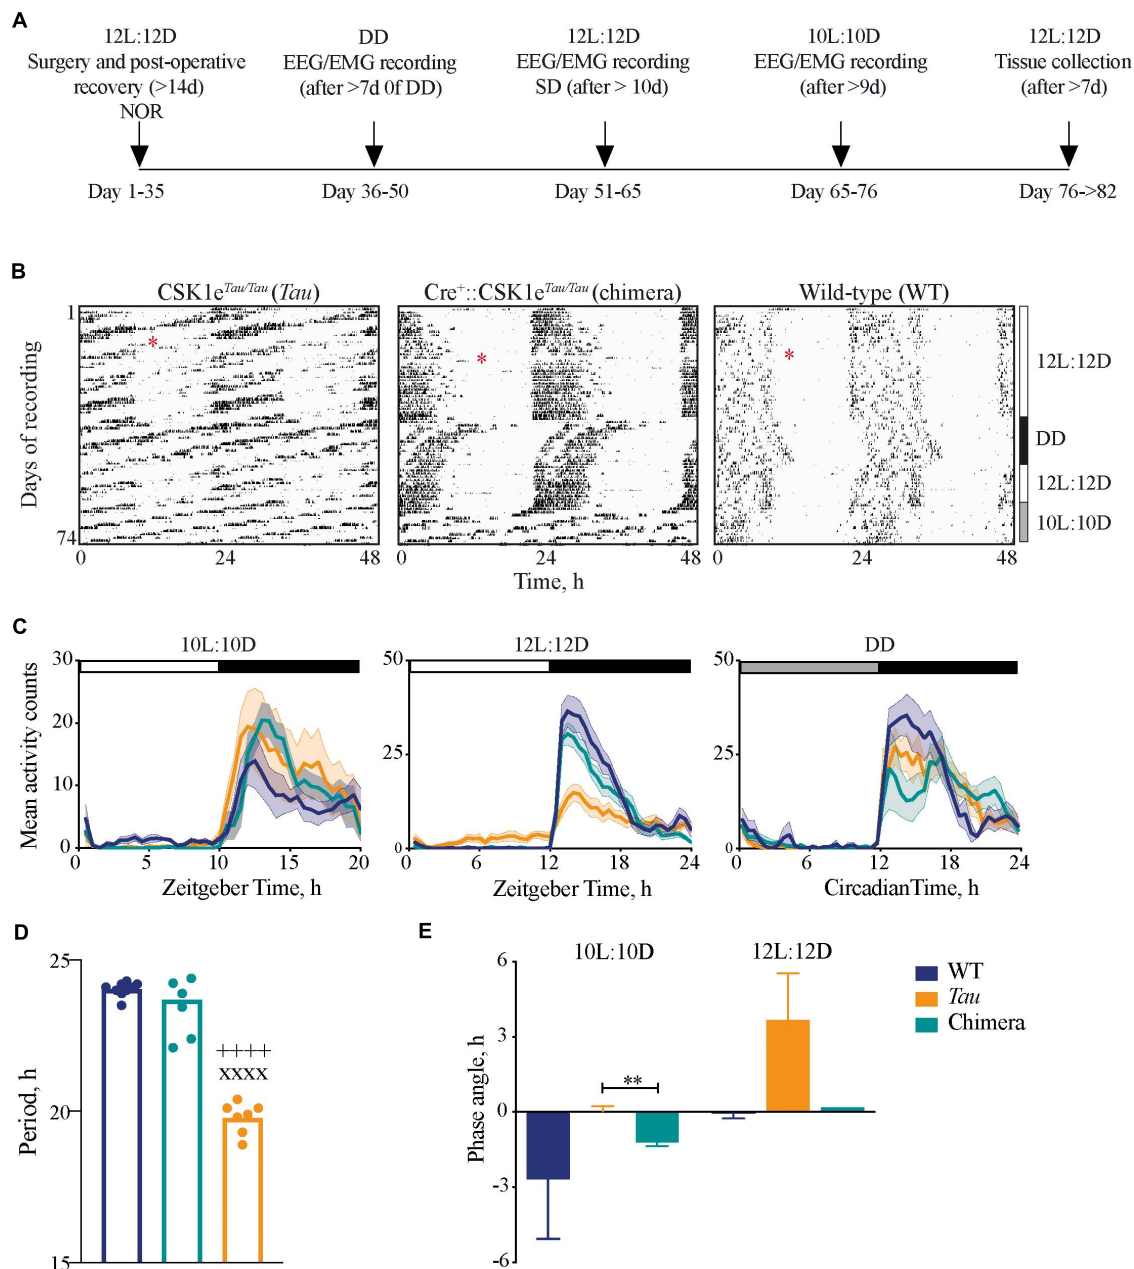 A
12L:12D
Surgery and post-operative
recovery (>14d)
NOR
DD
EEG/EMG recording
(after >7d 0f DD)
12L:12D
EEG/EMG recording
SD (after > 10d)
10L:10D
EEG/EMG recording
(after >9d)
12L:12D
Tissue collection
(after >7d)
Day 1-35
Day 36-50
Day 51-65
Day 65-76
Day 76->82
B
CSK1eTau/Tau (Tau)
Cre+::CSK1eTau/Tau (chimera)
Wild-type (WT)
Days of recording
1
74
*
*
*
12L:12D
DD
12L:12D
10L:10D
0 24 48
0 24 48
0 24 48
Time, h
C
10L:10D
12L:12D
DD
Mean activity counts
30
20
10
0
0 5 10 15 20
Zeitgeber Time, h
50
25
0
0 6 12 18 24
Zeitgeber Time, h
50
25
0
0 6 12 18 24
CircadianTime, h
D
Period, h
25
20
15
++++
xxxx
E
10L:10D
12L:12D
Phase angle, h
6
3
0
-3
-6
**
WT
Tau
Chimera